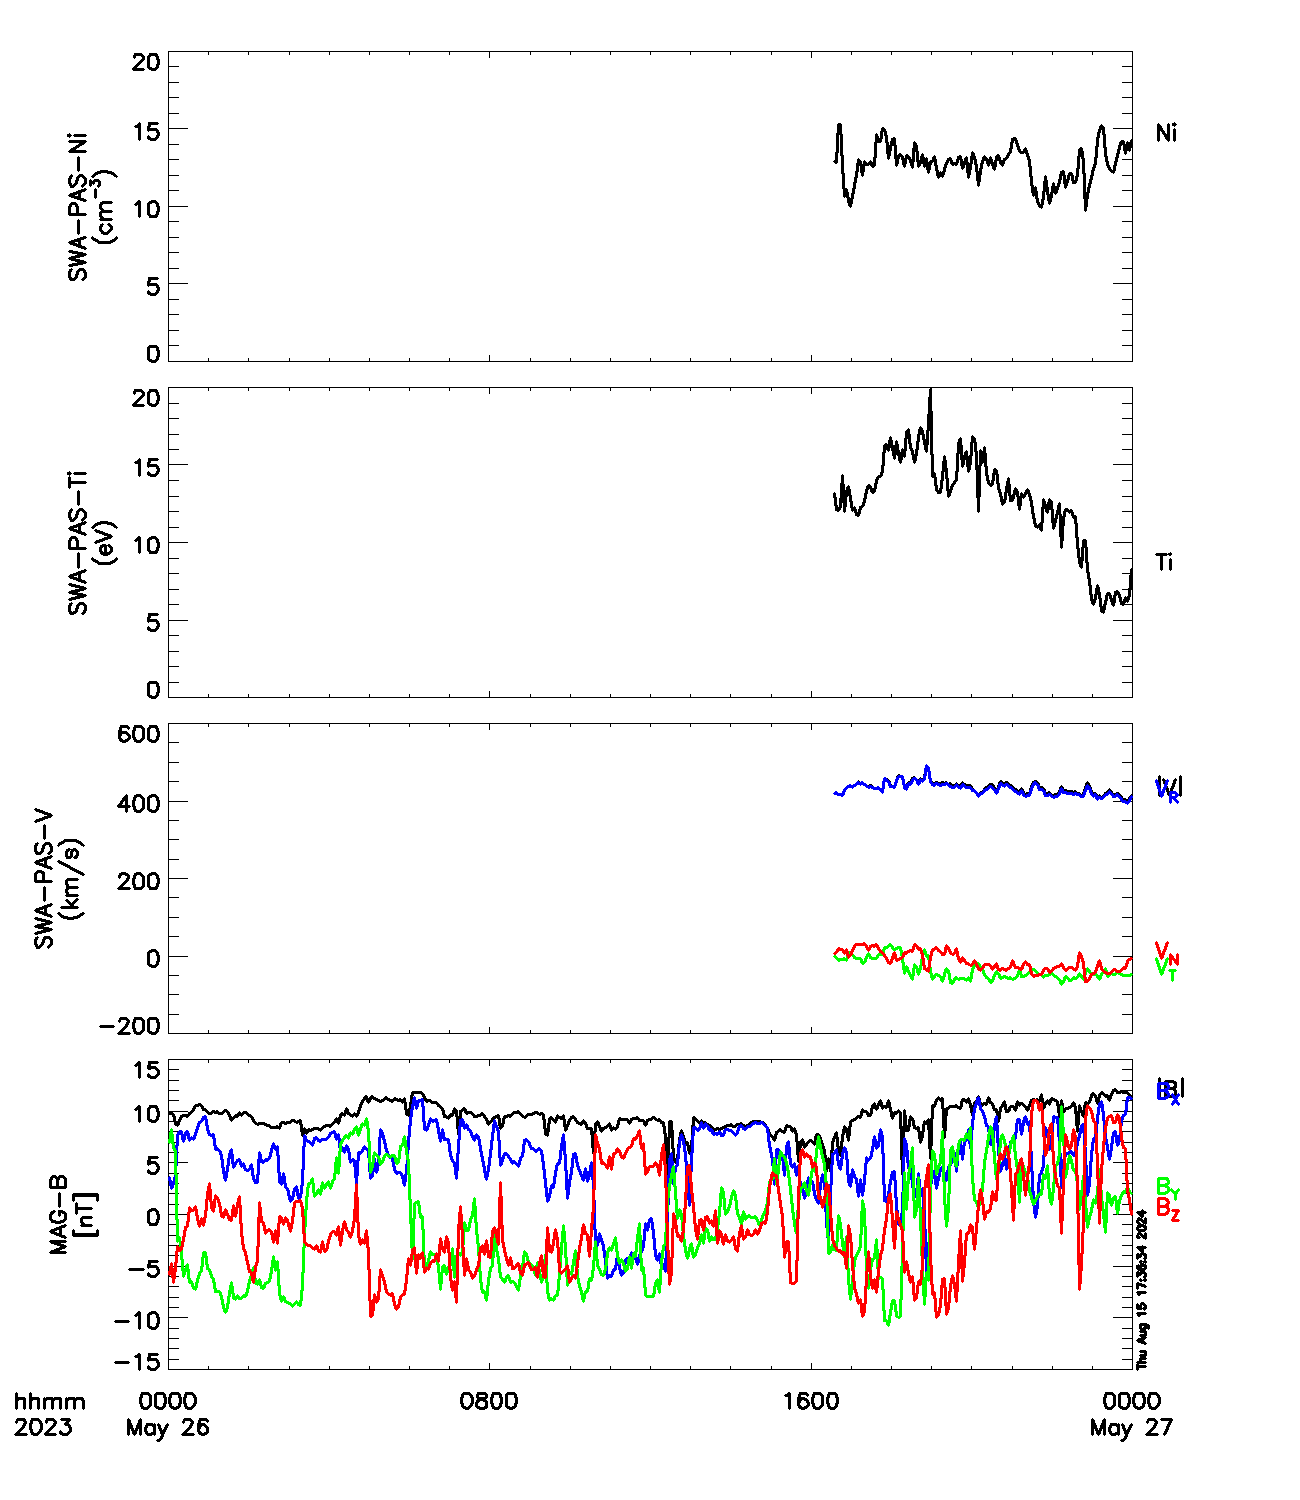 20
15
10
5
0
SWA-PAS-Ni
(cm-3)
Ni
20
15
10
5
0
SWA-PAS-Ti
(eV)
Ti
600
400
200
0
-200
SWA-PAS-V
(km/s)
|V|
VR
VN
VT
15
10
5
0
-5
-10
-15
MAG-B
[nT]
|B|
BX
BY
BZ
Thu Aug 15 17:36:34 2024
hhmm 0000 0800 1600 0000
2023 May 26 May 27